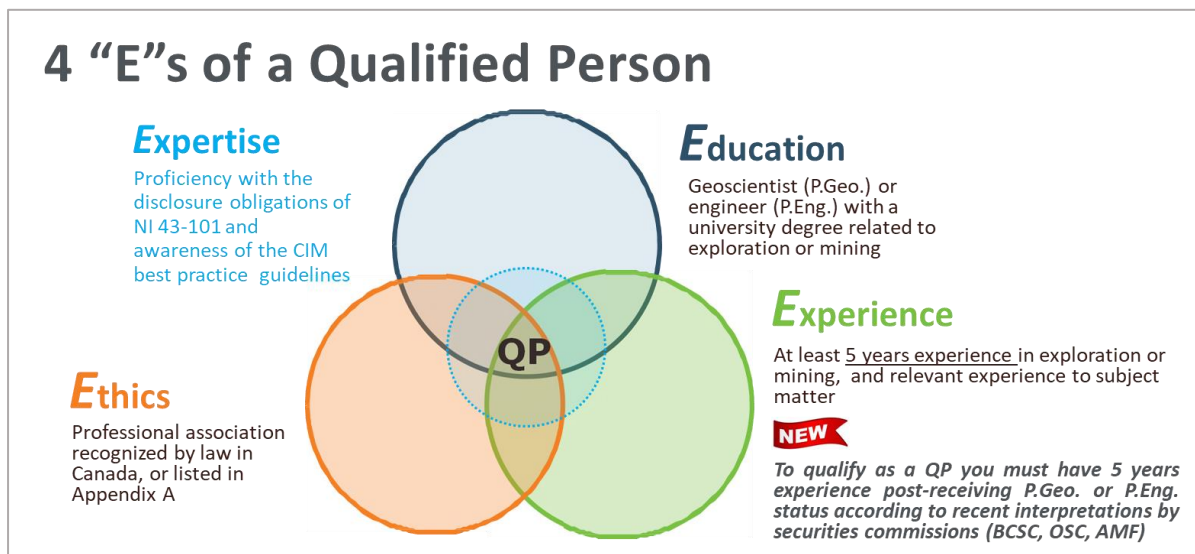 4 “E”s of a Qualified Person
Expertise
Proficiency with the
disclosure obligations of
NI 43-101 and
awareness of the CIM
best practice guidelines
Education
Geoscientist (P.Geo.) or
engineer (P.Eng.) with a
university degree related to
exploration or mining
QP
Ethics
Professional association
recognized by law in
Canada, or listed in
Appendix A
Experience
At least 5 years experience in exploration or
mining, and relevant experience to subject
matter
NEW
To qualify as a QP you must have 5 years
experience post-receiving P.Geo. or P.Eng.
status according to recent interpretations by
securities commissions (BCSC, OSC, AMF)